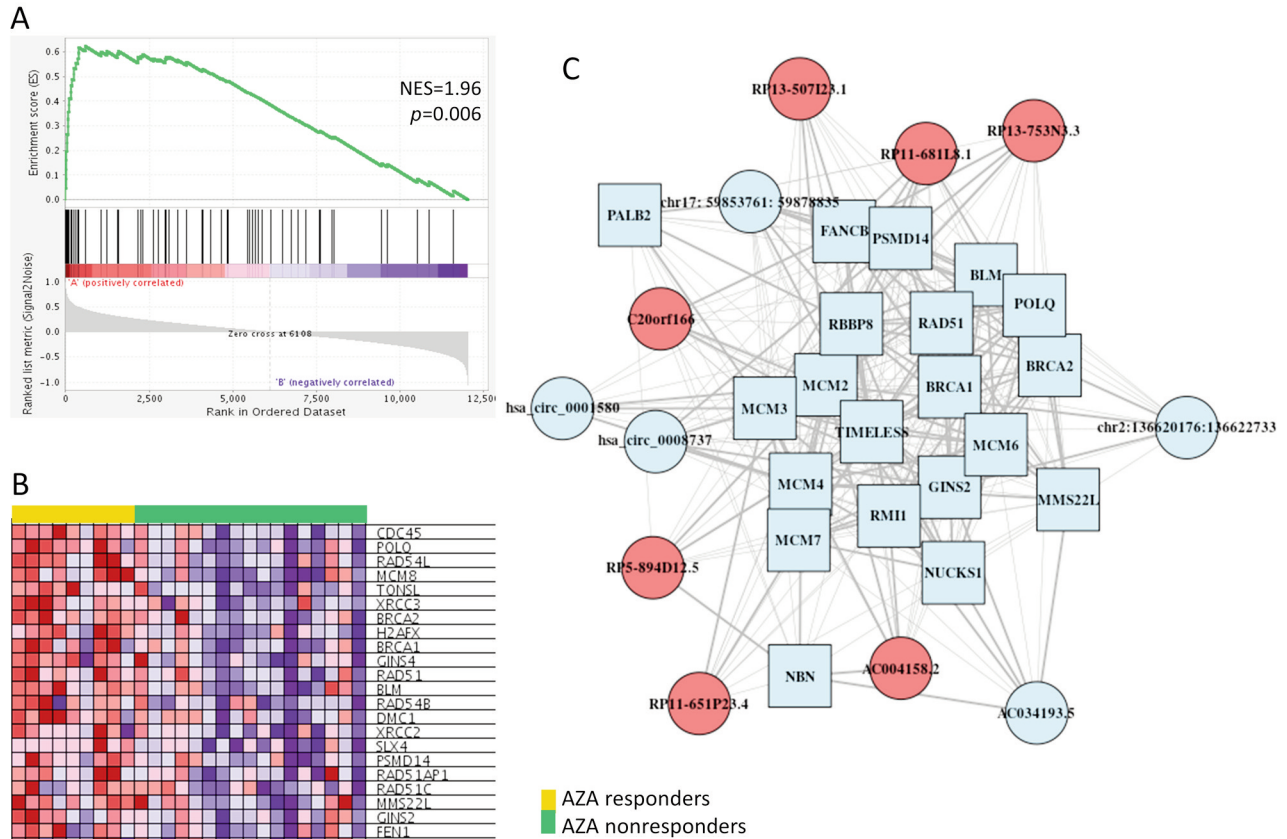 A
Enrichment score (ES)
0.6
0.5
0.4
0.3
0.2
0.1
0.0
NES=1.96
p=0.006
'A' (positively correlated)
Ranked list metric (Signal2Noise)
1.0
0.5
0.0
-0.5
-1.0
Zero cross at 6108
'B' (negatively correlated)
0 2,500 5,000 7,500 10,000 12,500
Rank in Ordered Dataset
B
CDC45
POLQ
RAD54L
MCM8
TONSL
XRCC3
BRCA2
H2AFX
BRCA1
GINS4
RAD51
BLM
RAD54B
DMC1
XRCC2
SLX4
PSMD14
RAD51AP1
RAD51C
MMS22L
GINS2
FEN1
AZA responders
AZA nonresponders
C
RP13-507I23.1
RP13-753N3.3
RP11-681L8.1
chr17: 59853761: 59878835
PALB2
FANCB
PSMD14
BLM
POLQ
C20orf166
RBBP8
RAD51
BRCA2
MCM2
BRCA1
hsa_circ_0001580
MCM3
hsa_circ_0008737
TIMELESS
MCM6
chr2:136620176:136622733
MCM4
GINS2
MMS22L
RMI1
MCM7
RP5-894D12.5
NUCKS1
NBN
AC004158.2
RP11-651P23.4
AC034193.5